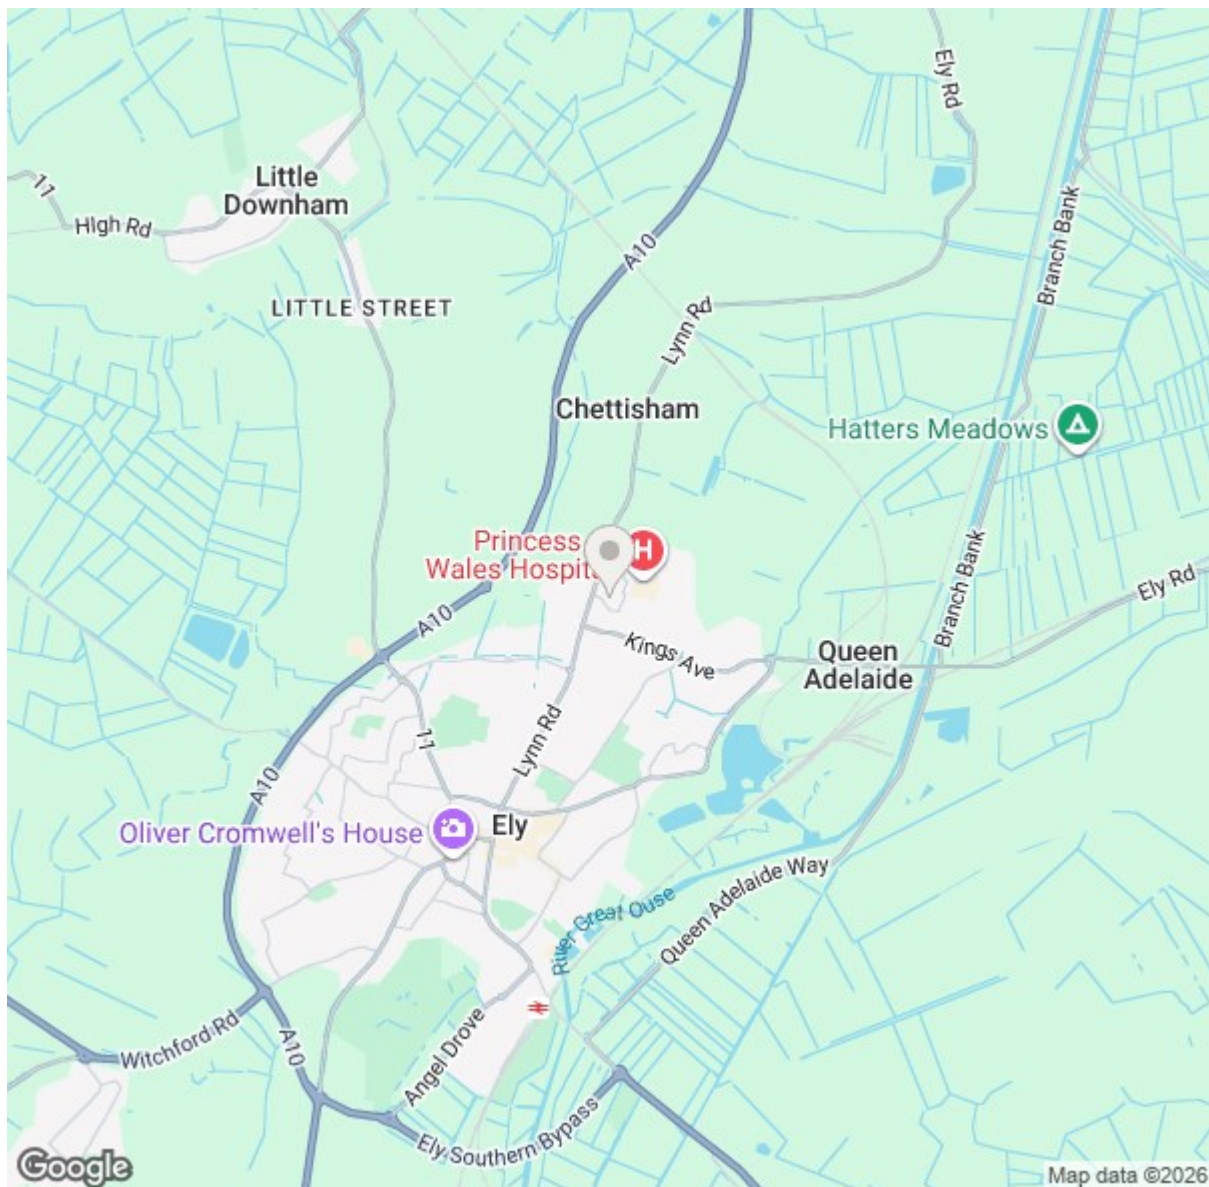 Ely Rd
11
Little
Downham
High Rd
Branch Bank
A10
LITTLE STREET
Lynn Rd
Chettisham
Hatters Meadows
Princess
Wales Hospita
H
Branch Bank
Ely Rd
A10
Kings Ave
Queen
Adelaide
11
Lynn Rd
A10
Oliver Cromwell's House
Ely
Queen Adelaide Way
River Great Ouse
Witchford Rd
A10
Angel Drove
Ely Southern Bypass
Google
Map data ©2026